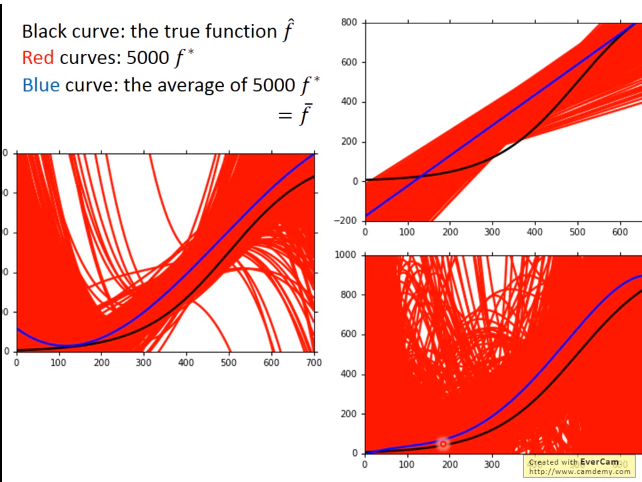 Black curve: the true function f̂
Red curves: 5000 f*
Blue curve: the average of 5000 f*
= f̄
800
600
400
200
0
−200
0 100 200 300 400 500 600
0
0 100 200 300 400 500 600 700
1000
800
600
400
200
0
0 100 200 300
Created with EverCam.
http://www.camdemy.com